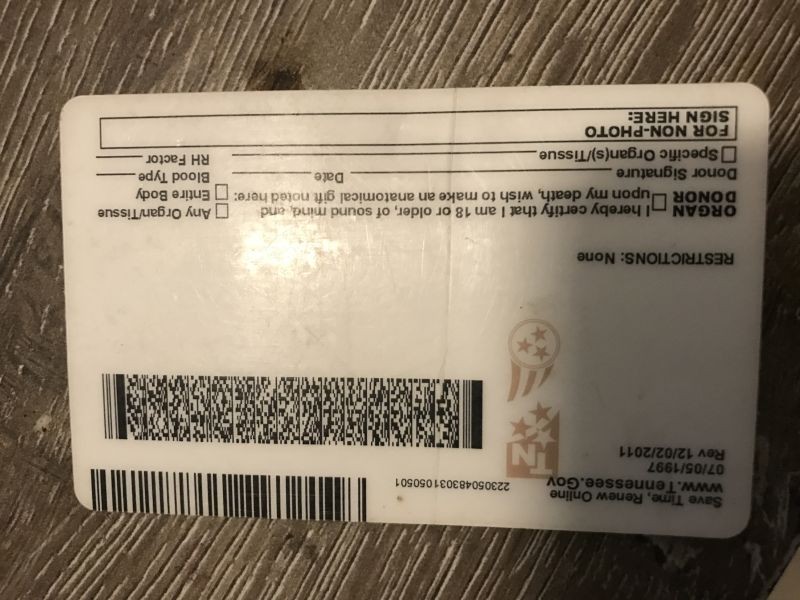 Save Time, Renew Online
www.Tennessee.Gov
07/05/1997
Rev 12/02/2011
TN
2230504830310505​01
RESTRICTIONS: None
ORGAN DONOR
I hereby certify that I am 18 or older, of sound mind, and
upon my death, wish to make an anatomical gift noted here:
Any Organ/Tissue
Entire Body
Donor Signature Date Blood Type
Specific Organ(s)/Tissue RH Factor
FOR NON-PHOTO
SIGN HERE: